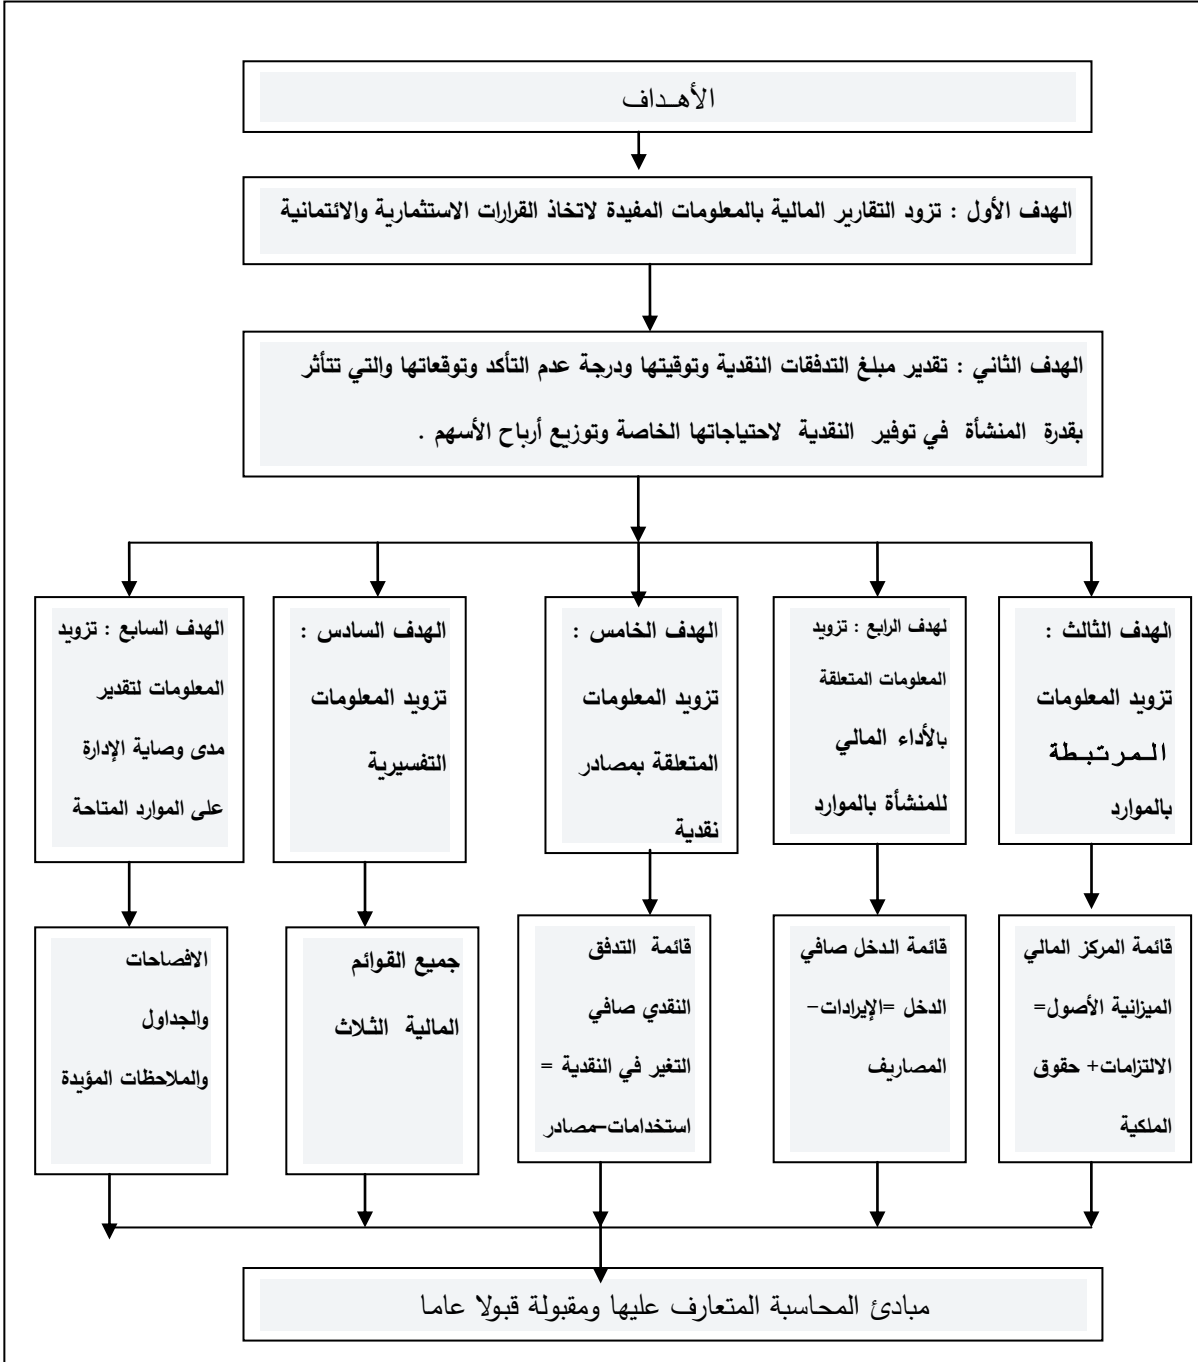 الأهـداف
الهدف الأول : تزود التقارير المالية بالمعلومات المفيدة لاتخاذ القرارات الاستثمارية والائتمانية
الهدف الثاني : تقدير مبلغ التدفقات النقدية وتوقيتها ودرجة عدم التأكد وتوقعاتها والتي تتأثر
بقدرة المنشأة في توفير النقدية لاحتياجاتها الخاصة وتوزيع أرباح الأسهم .
الهدف الثالث :
تزويد المعلومات
المرتبطة
بالموارد
لهدف الرابع : تزويد
المعلومات المتعلقة
بالأداء المالي
للمنشأة بالموارد
الهدف الخامس :
تزويد المعلومات
المتعلقة بمصادر
نقدية
الهدف السادس :
تزويد المعلومات
التفسيرية
الهدف السابع : تزويد
المعلومات لتقدير
مدى وصاية الإدارة
على الموارد المتاحة
قائمة المركز المالي
الميزانية الأصول=
الالتزامات+ حقوق
الملكية
قائمة الدخل صافي
الدخل =الإيرادات–
المصاريف
قائمة التدفق
النقدي صافي
التغير في النقدية =
استخدامات–مصادر
جميع القوائم
المالية الثلاث
الافصاحات
والجداول
والملاحظات المؤيدة
مبادئ المحاسبة المتعارف عليها ومقبولة قبولا عاما